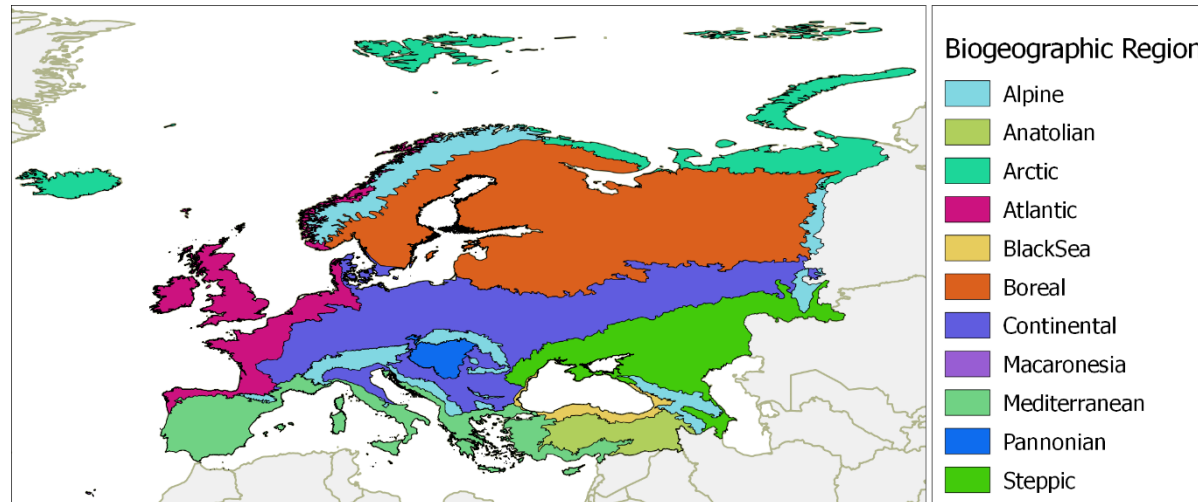 Biogeographic Region
Alpine
Anatolian
Arctic
Atlantic
BlackSea
Boreal
Continental
Macaronesia
Mediterranean
Pannonian
Steppic